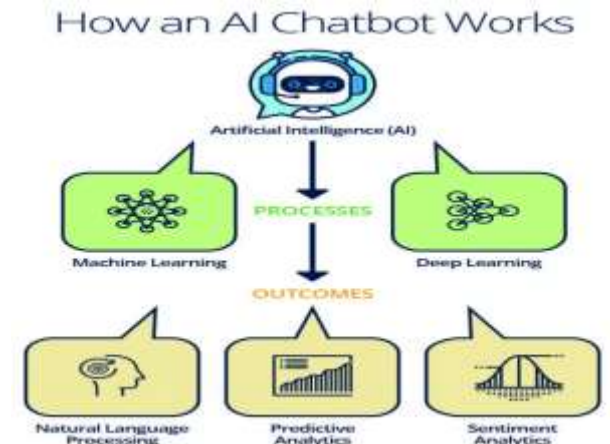 How an AI Chatbot Works
Artificial Intelligence (AI)
PROCESSES
Machine Learning
Deep Learning
OUTCOMES
Natural Language
Processing
Predictive
Analytics
Sentiment
Analytics